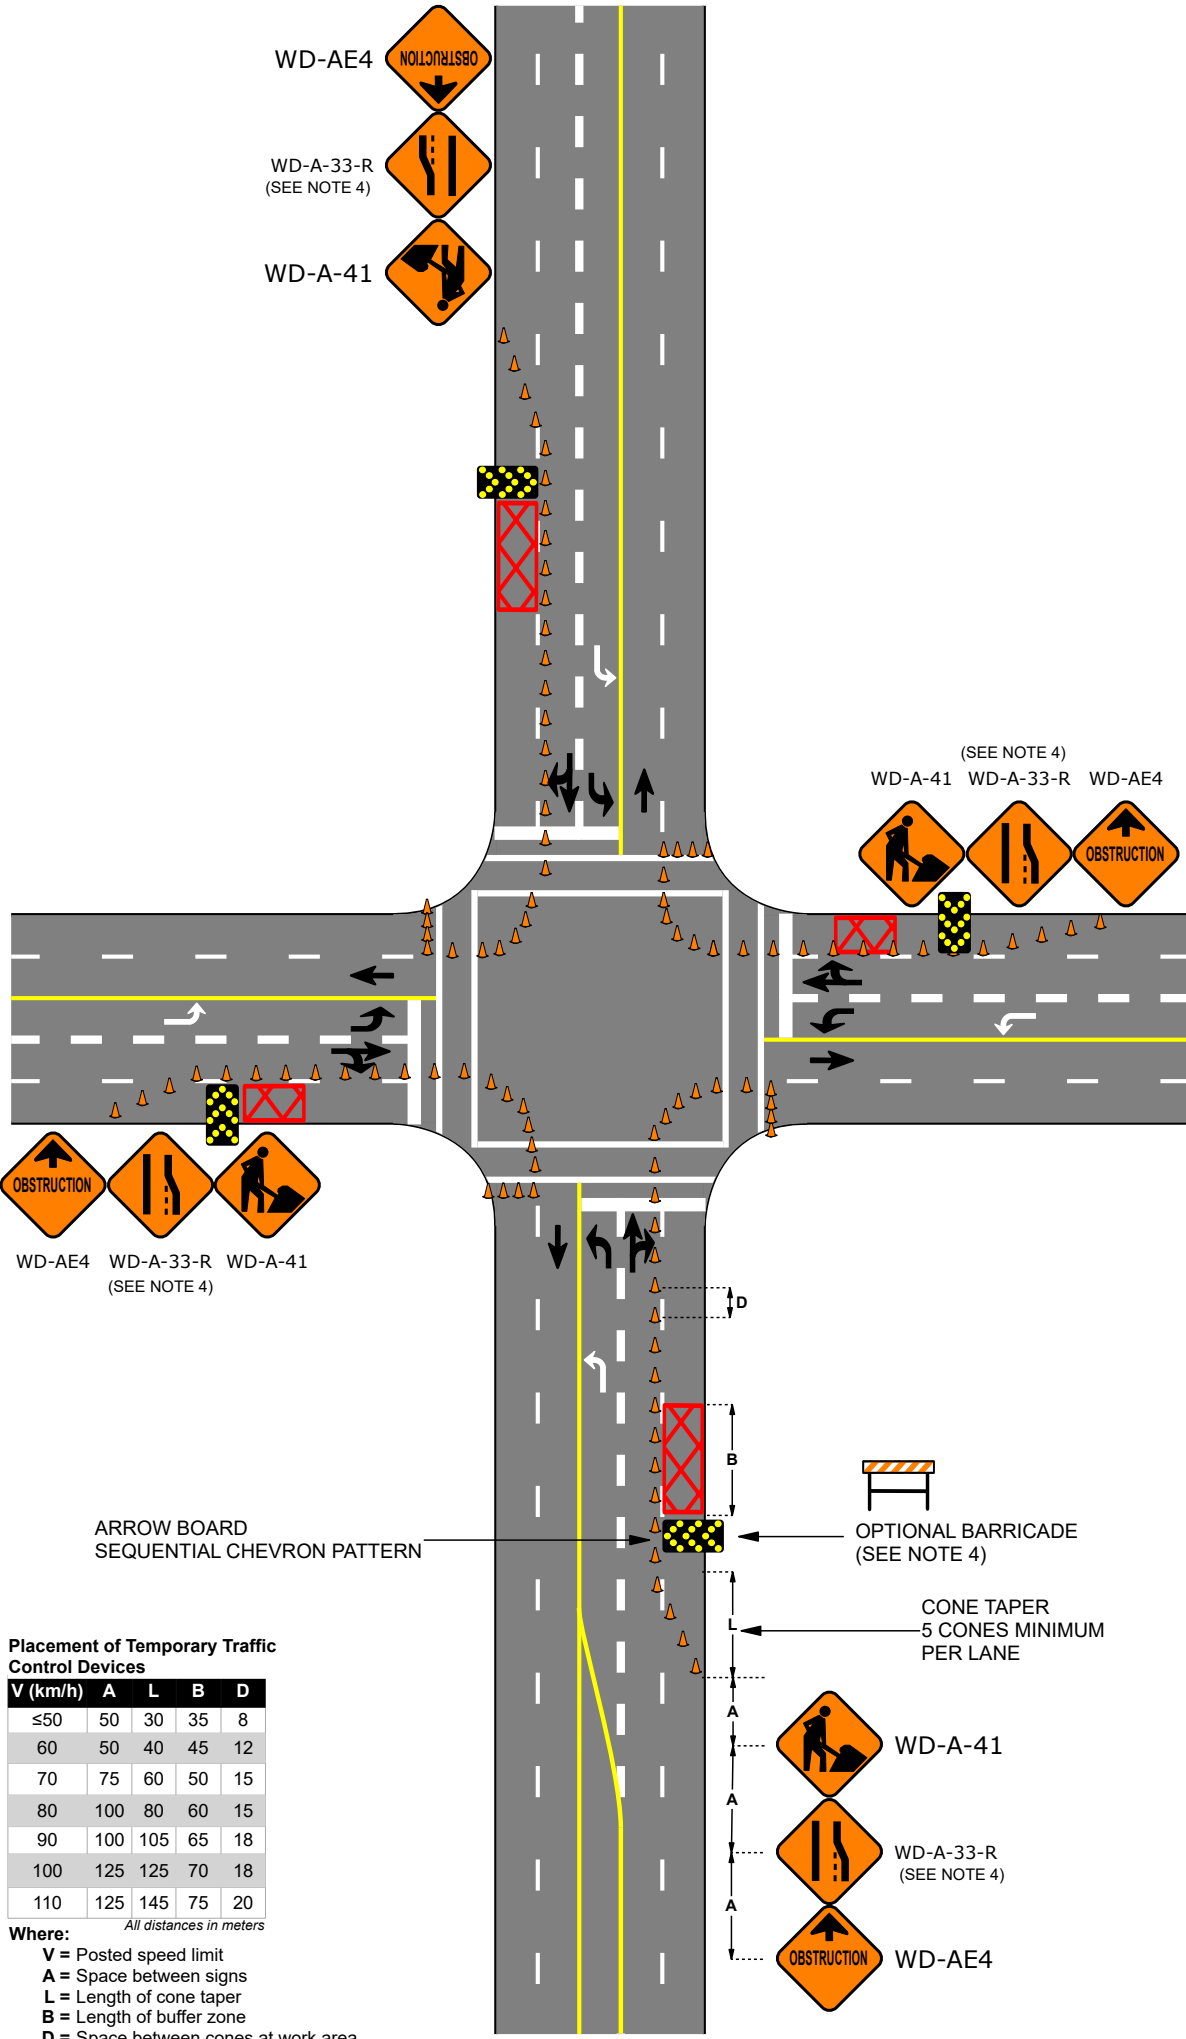 WD-AE4
OBSTRUCTION
WD-A-33-R
(SEE NOTE 4)
WD-A-41
(SEE NOTE 4)
WD-A-41 WD-A-33-R WD-AE4
OBSTRUCTION
OBSTRUCTION
WD-AE4 WD-A-33-R WD-A-41
(SEE NOTE 4)
D
B
ARROW BOARD
SEQUENTIAL CHEVRON PATTERN
OPTIONAL BARRICADE
(SEE NOTE 4)
L
CONE TAPER
5 CONES MINIMUM
PER LANE
A
WD-A-41
A
WD-A-33-R
(SEE NOTE 4)
A
OBSTRUCTION
WD-AE4
Placement of Temporary Traffic
Control Devices
V (km/h) A L B D
≤50 50 30 35 8
60 50 40 45 12
70 75 60 50 15
80 100 80 60 15
90 100 105 65 18
100 125 125 70 18
110 125 145 75 20
All distances in meters
Where:
V = Posted speed limit
A = Space between signs
L = Length of cone taper
B = Length of buffer zone
D = Space between cones at work area